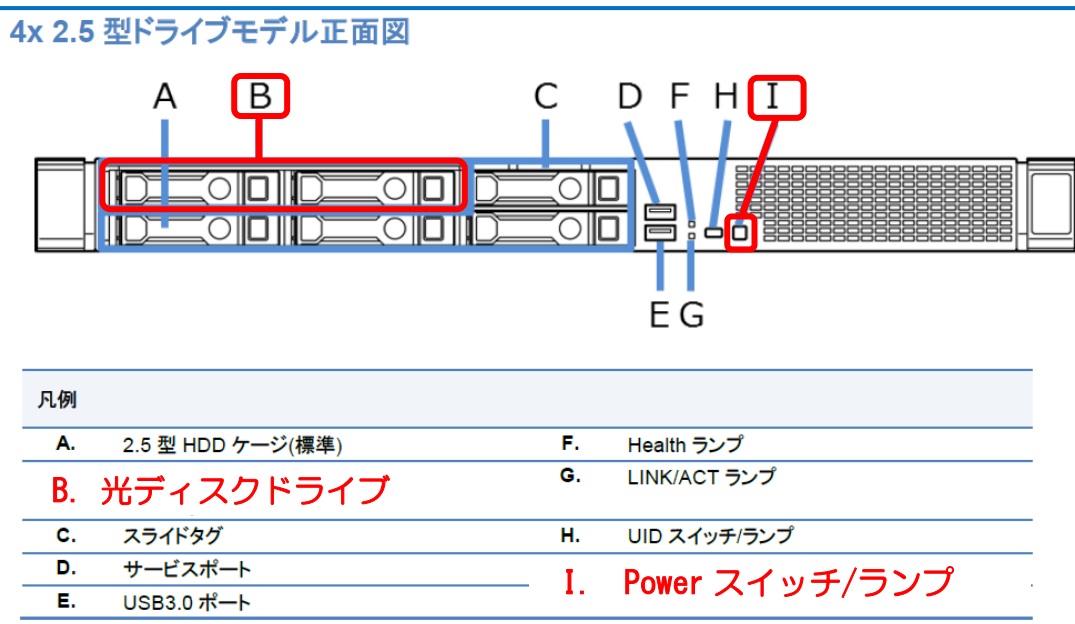 4x 2.5 型ドライブモデル正面図
A B C D F H I
E G
凡例
A. 2.5 型 HDD ケージ(標準) F. Health ランプ
B. 光ディスクドライブ G. LINK/ACT ランプ
C. スライドタグ H. UID スイッチ/ランプ
D. サービスポート I. Power スイッチ/ランプ
E. USB3.0 ポート